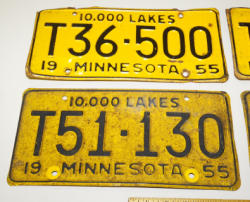 10,000 LAKES
T36·500
19 MINNESOTA 55
10,000 LAKES
T51·130
19 MINNESOTA 55